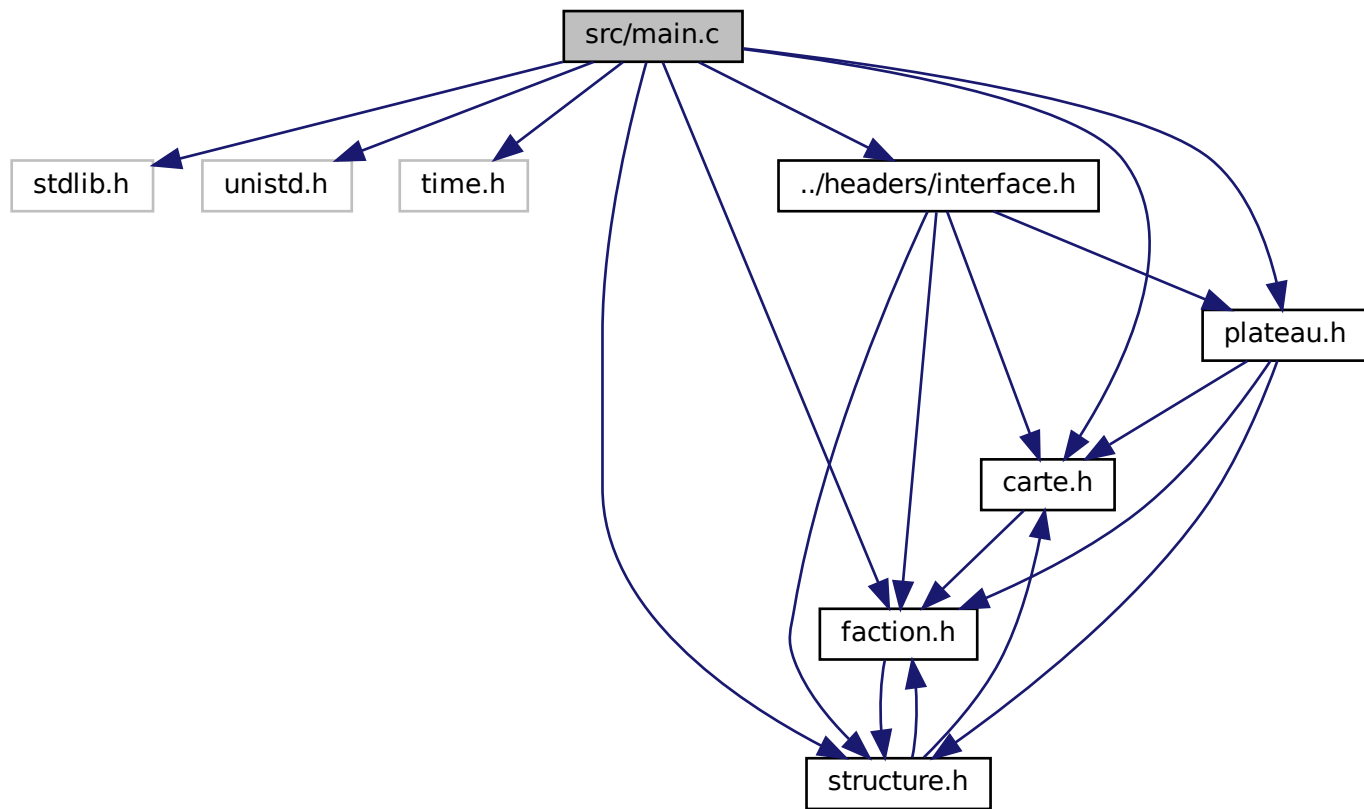 src/main.c
stdlib.h
unistd.h
time.h
../headers/interface.h
plateau.h
carte.h
faction.h
structure.h